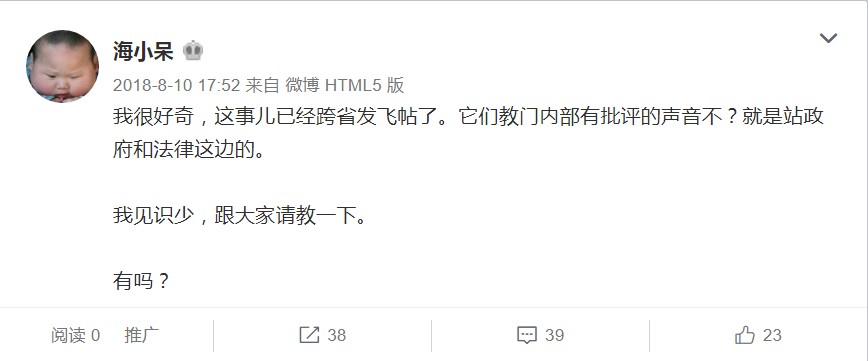 海小呆
2018-8-10 17:52 来自 微博 HTML5 版
我很好奇，这事儿已经跨省发飞帖了。它们教门内部有批评的声音不？就是站政
府和法律这边的。
我见识少，跟大家请教一下。
有吗？
阅读 0 推广 38 39 23